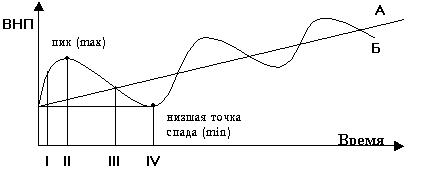 ВНП
А
пик (max)
Б
низшая точка
спада (min)
Время
I II III IV